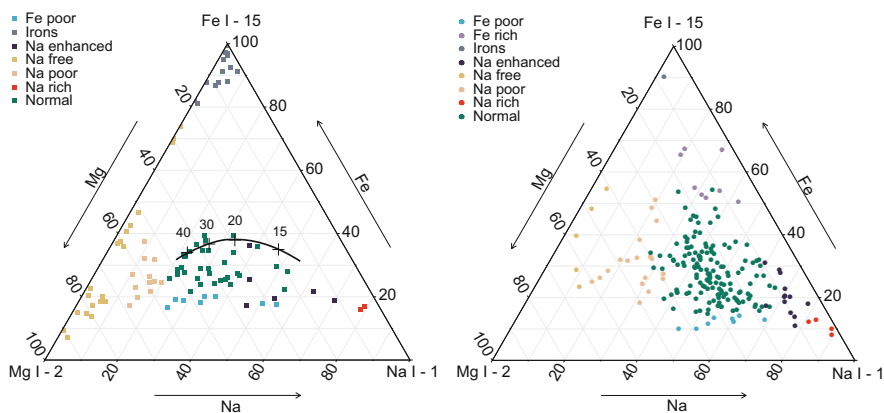 Fe poor
Irons
Na enhanced
Na free
Na poor
Na rich
Normal
Fe I - 15
100
20
80
Mg
40
60
Fe
60
40
40
30
20
15
80
20
100
Mg I - 2
20
40
60
80
Na I - 1
Na
Fe poor
Fe rich
Irons
Na enhanced
Na free
Na poor
Na rich
Normal
Fe I - 15
100
20
80
Mg
40
60
Fe
60
40
80
20
100
Mg I - 2
20
40
60
80
Na I - 1
Na